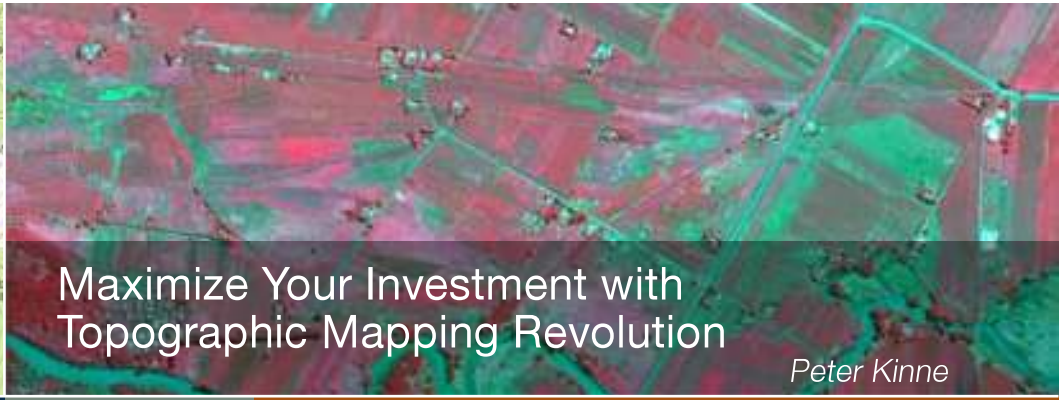 Maximize Your Investment with
Topographic Mapping Revolution
Peter Kinne